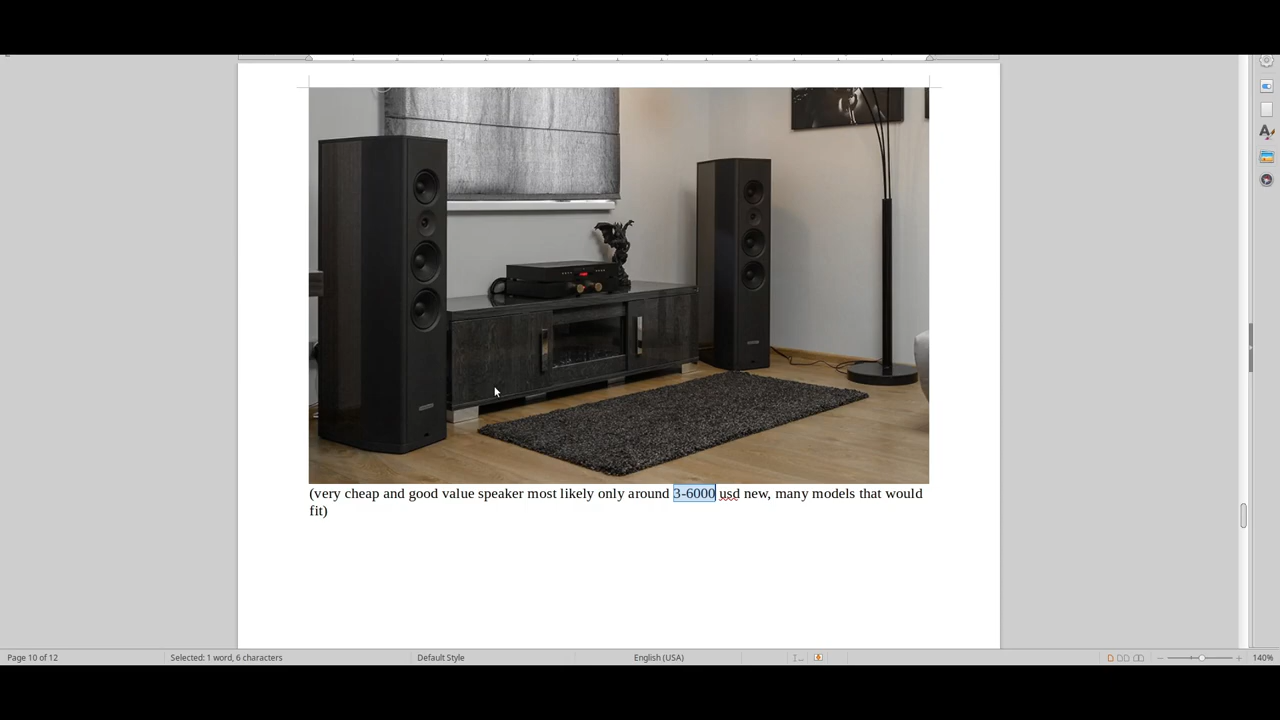 (very cheap and good value speaker most likely only around 3-6000 usd new, many models that would
fit)
Page 10 of 12
Selected: 1 word, 6 characters
Default Style
English (USA)
140%